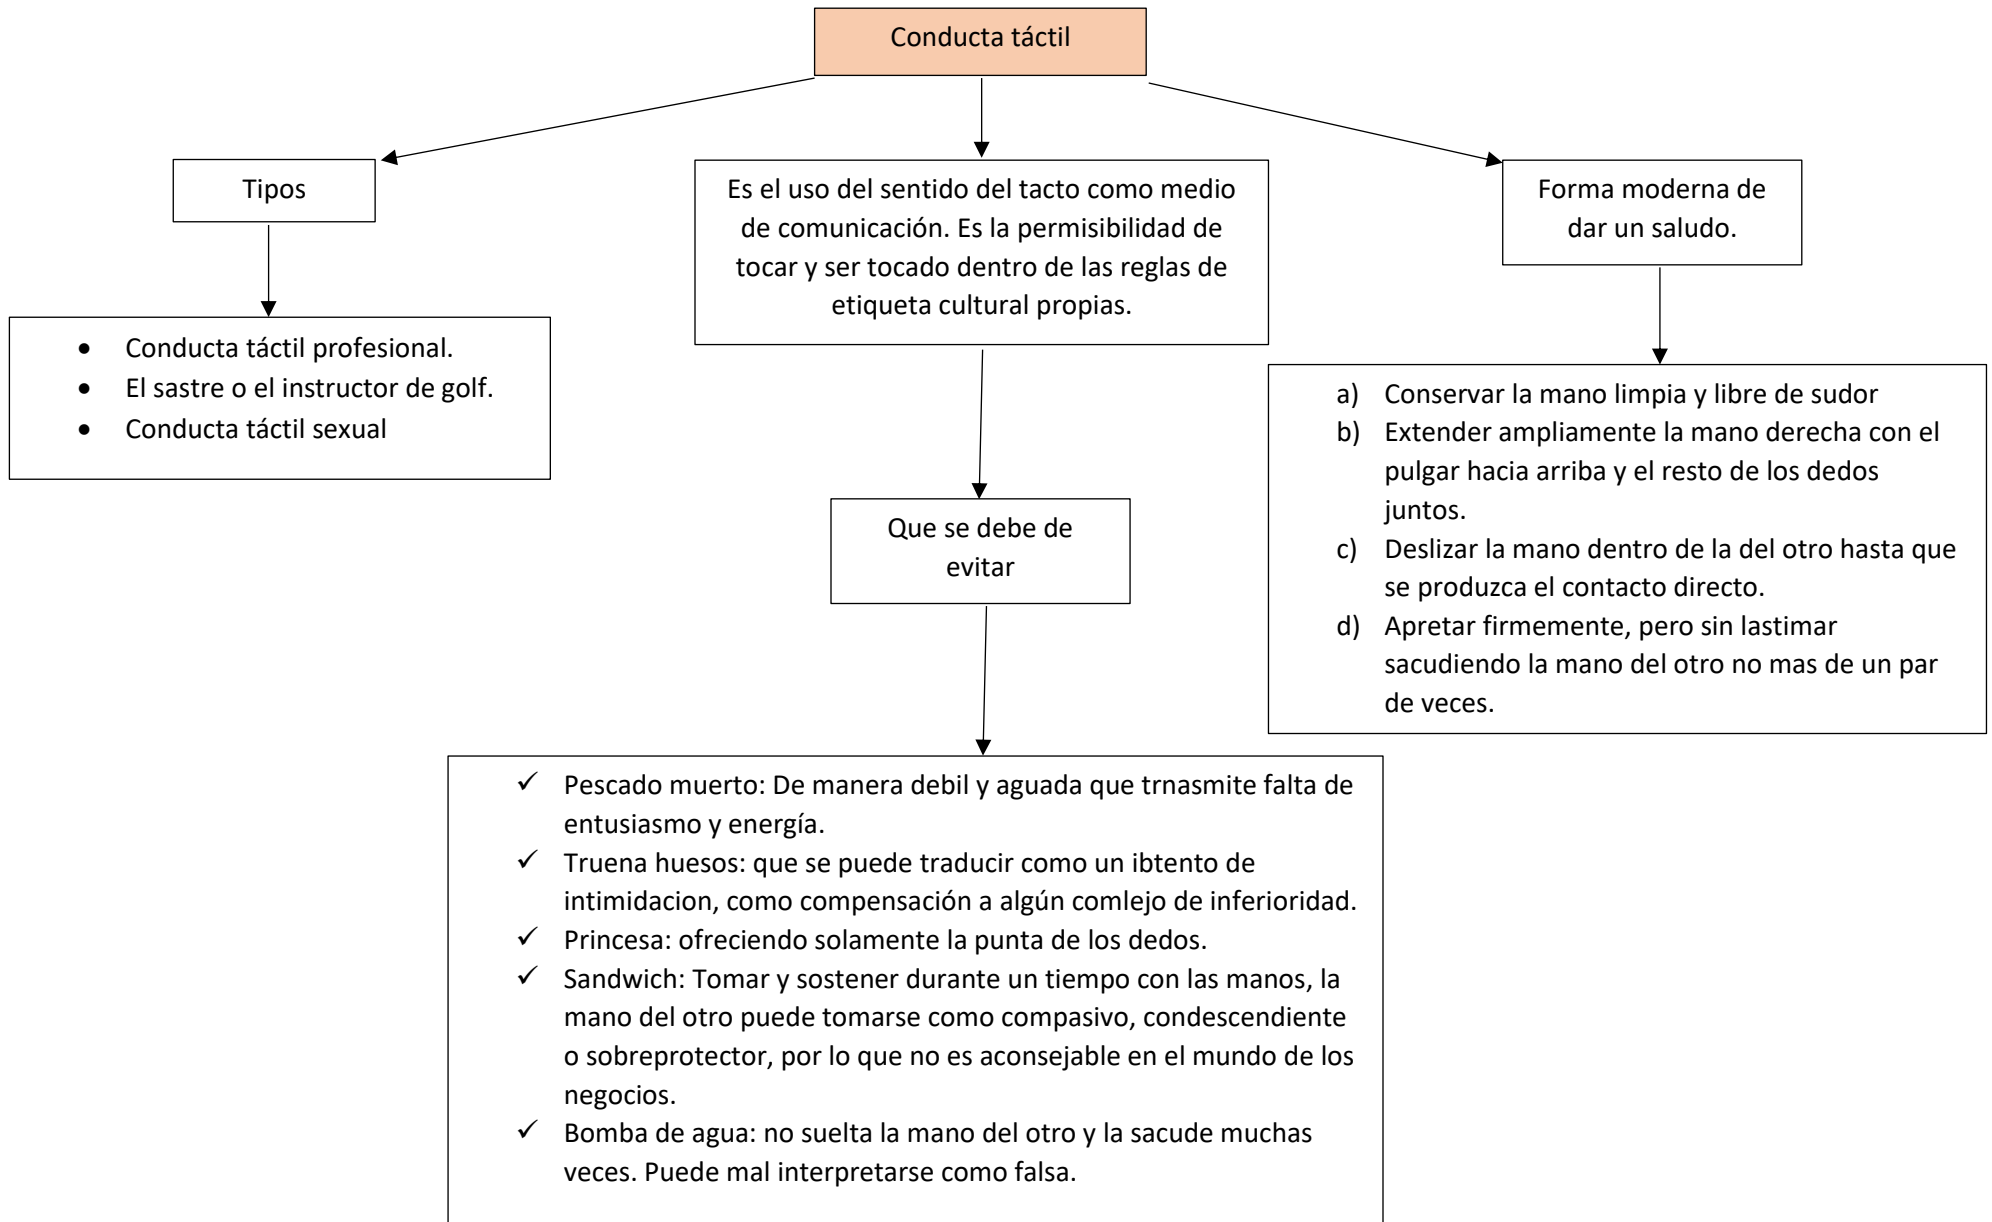 Conducta táctil
Tipos
• Conducta táctil profesional.
• El sastre o el instructor de golf.
• Conducta táctil sexual
Es el uso del sentido del tacto como medio
de comunicación. Es la permisibilidad de
tocar y ser tocado dentro de las reglas de
etiqueta cultural propias.
Que se debe de
evitar
✓ Pescado muerto: De manera debil y aguada que trnasmite falta de
entusiasmo y energía.
✓ Truena huesos: que se puede traducir como un ibtento de
intimidacion, como compensación a algún comlejo de inferioridad.
✓ Princesa: ofreciendo solamente la punta de los dedos.
✓ Sandwich: Tomar y sostener durante un tiempo con las manos, la
mano del otro puede tomarse como compasivo, condescendiente
o sobreprotector, por lo que no es aconsejable en el mundo de los
negocios.
✓ Bomba de agua: no suelta la mano del otro y la sacude muchas
veces. Puede mal interpretarse como falsa.
Forma moderna de
dar un saludo.
a) Conservar la mano limpia y libre de sudor
b) Extender ampliamente la mano derecha con el
pulgar hacia arriba y el resto de los dedos
juntos.
c) Deslizar la mano dentro de la del otro hasta que
se produzca el contacto directo.
d) Apretar firmemente, pero sin lastimar
sacudiendo la mano del otro no mas de un par
de veces.